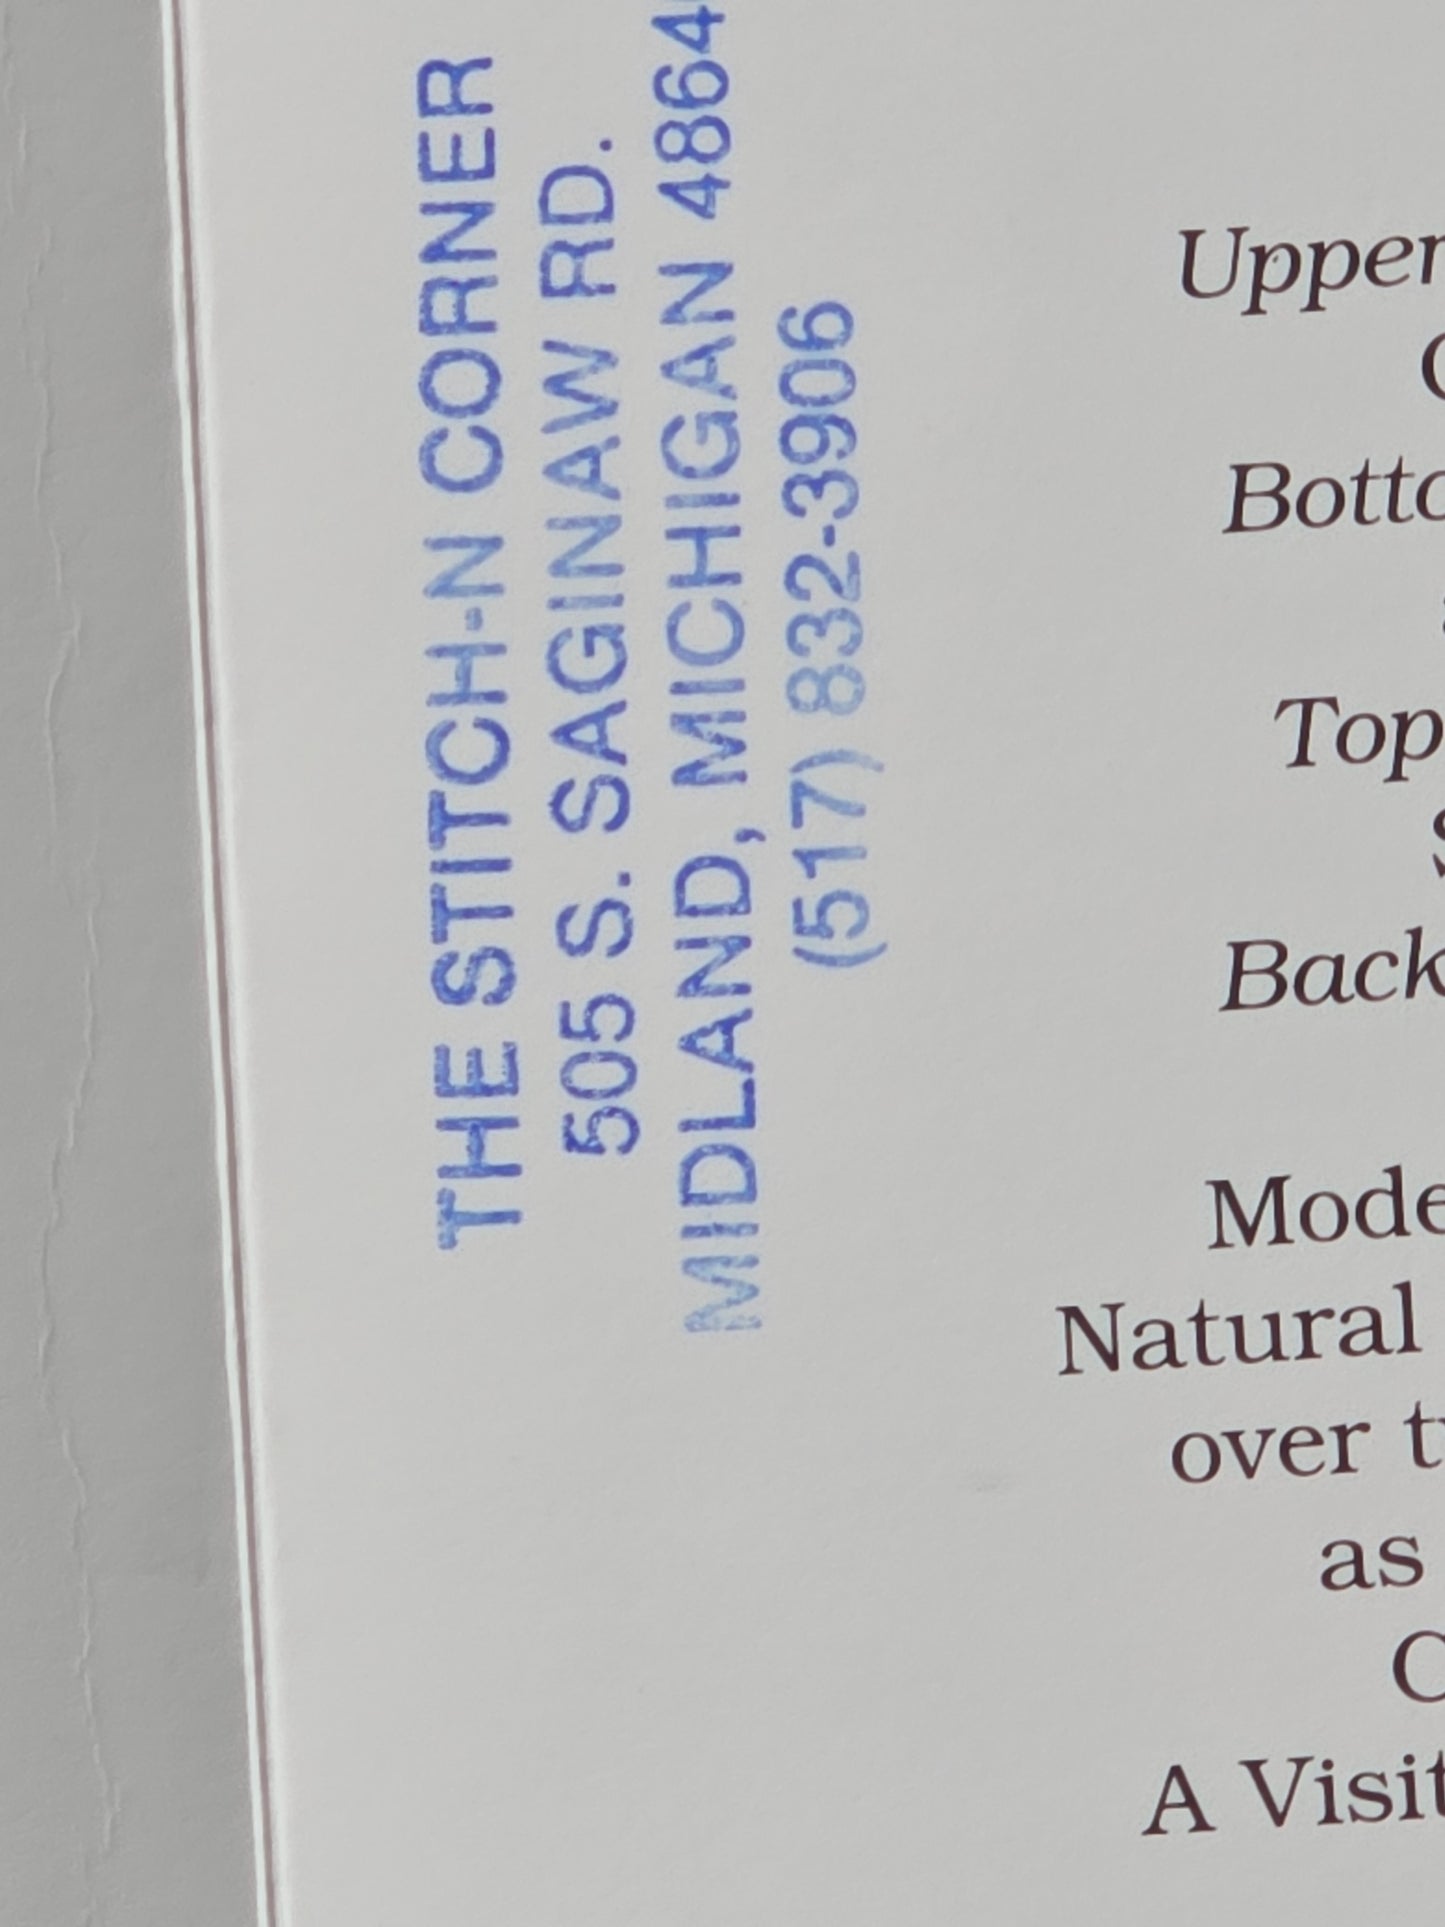 THE STITCH-N CORNER
505 S. SAGINAW RD.
MIDLAND, MICHIGAN 4864
(517) 832-3906
Upper
Botto
Top
Back
Mode
Natural
over t
as
A Visit